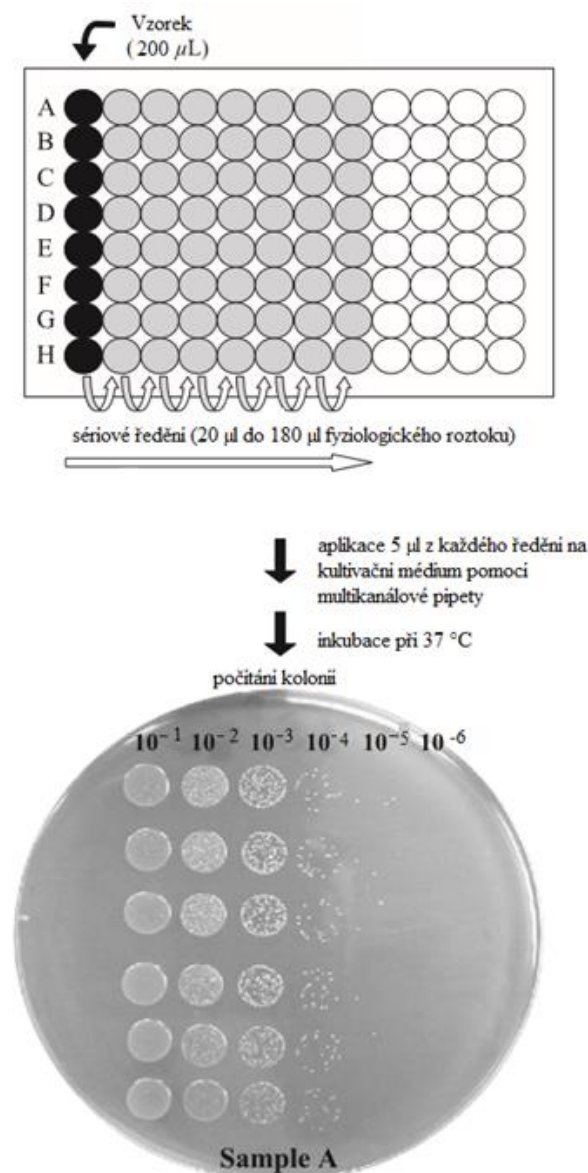 Vzorek
(200 µL)
A
B
C
D
E
F
G
H
sériové ředění (20 µl do 180 µl fyziologického roztoku)
aplikace 5 µl z každého ředění na
kultivační médium pomocí
multikanálové pipety
inkubace při 37 °C
počítání kolonií
10⁻¹ 10⁻² 10⁻³ 10⁻⁴ 10⁻⁵ 10⁻⁶
Sample A